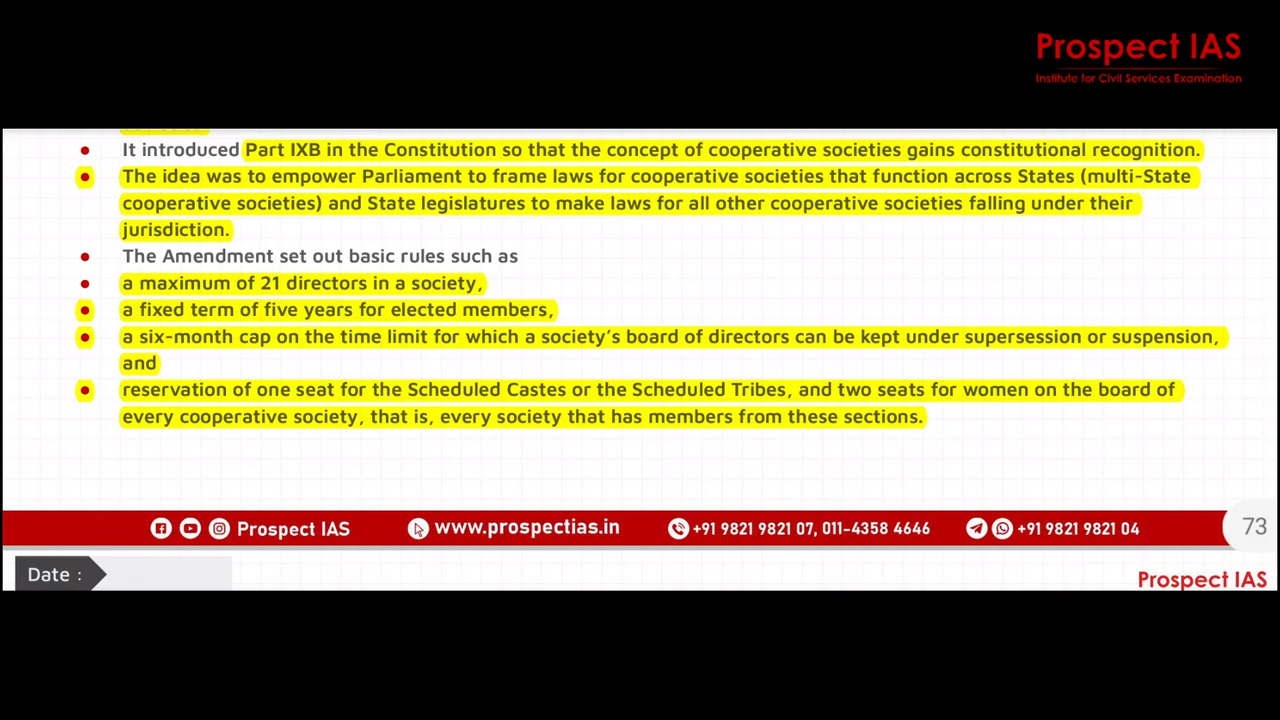 Prospect IAS
Institute for Civil Services Examination
It introduced Part IXB in the Constitution so that the concept of cooperative societies gains constitutional recognition.
The idea was to empower Parliament to frame laws for cooperative societies that function across States (multi-State
cooperative societies) and State legislatures to make laws for all other cooperative societies falling under their
jurisdiction.
The Amendment set out basic rules such as
a maximum of 21 directors in a society,
a fixed term of five years for elected members,
a six-month cap on the time limit for which a society's board of directors can be kept under supersession or suspension,
and
reservation of one seat for the Scheduled Castes or the Scheduled Tribes, and two seats for women on the board of
every cooperative society, that is, every society that has members from these sections.
Prospect IAS www.prospectias.in +91 9821 9821 07, 011-4358 4646 +91 9821 9821 04 73
Date :
Prospect IAS